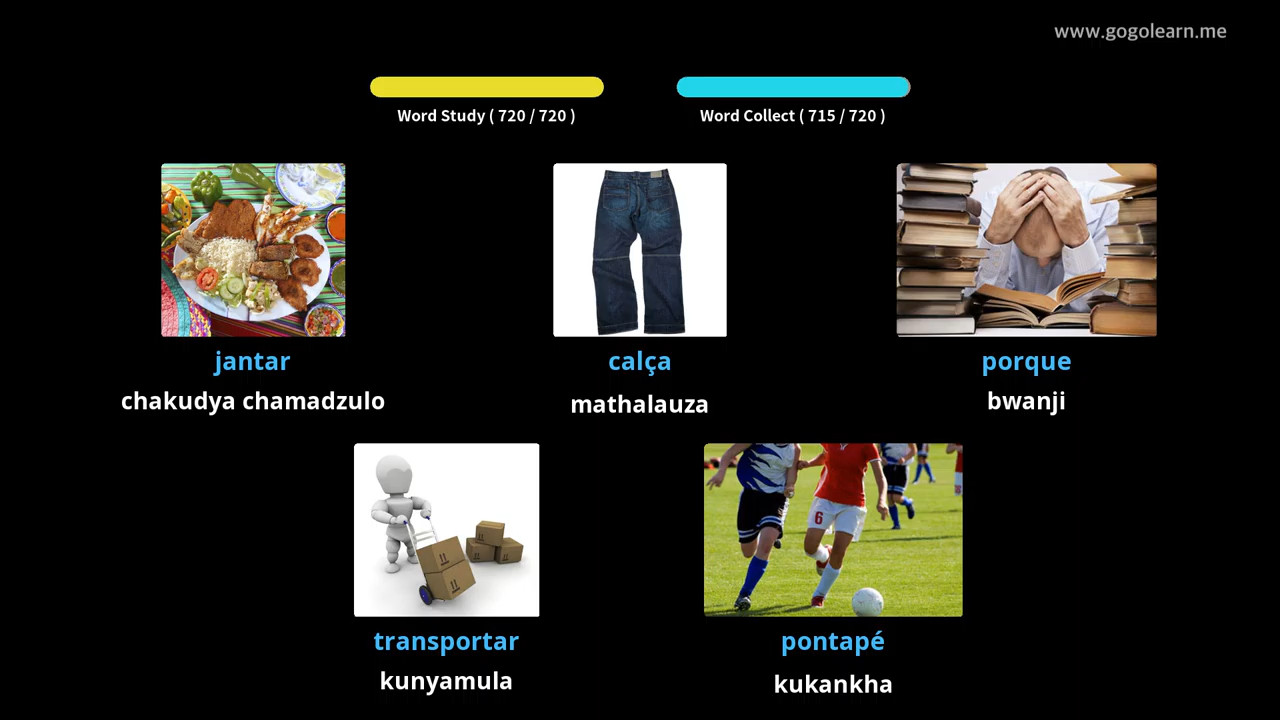 www.gogolearn.me
Word Study ( 720 / 720 )
Word Collect ( 715 / 720 )
jantar
chakudya chamadzulo
calça
mathalauza
porque
bwanji
6
transportar
kunyamula
pontapé
kukankha